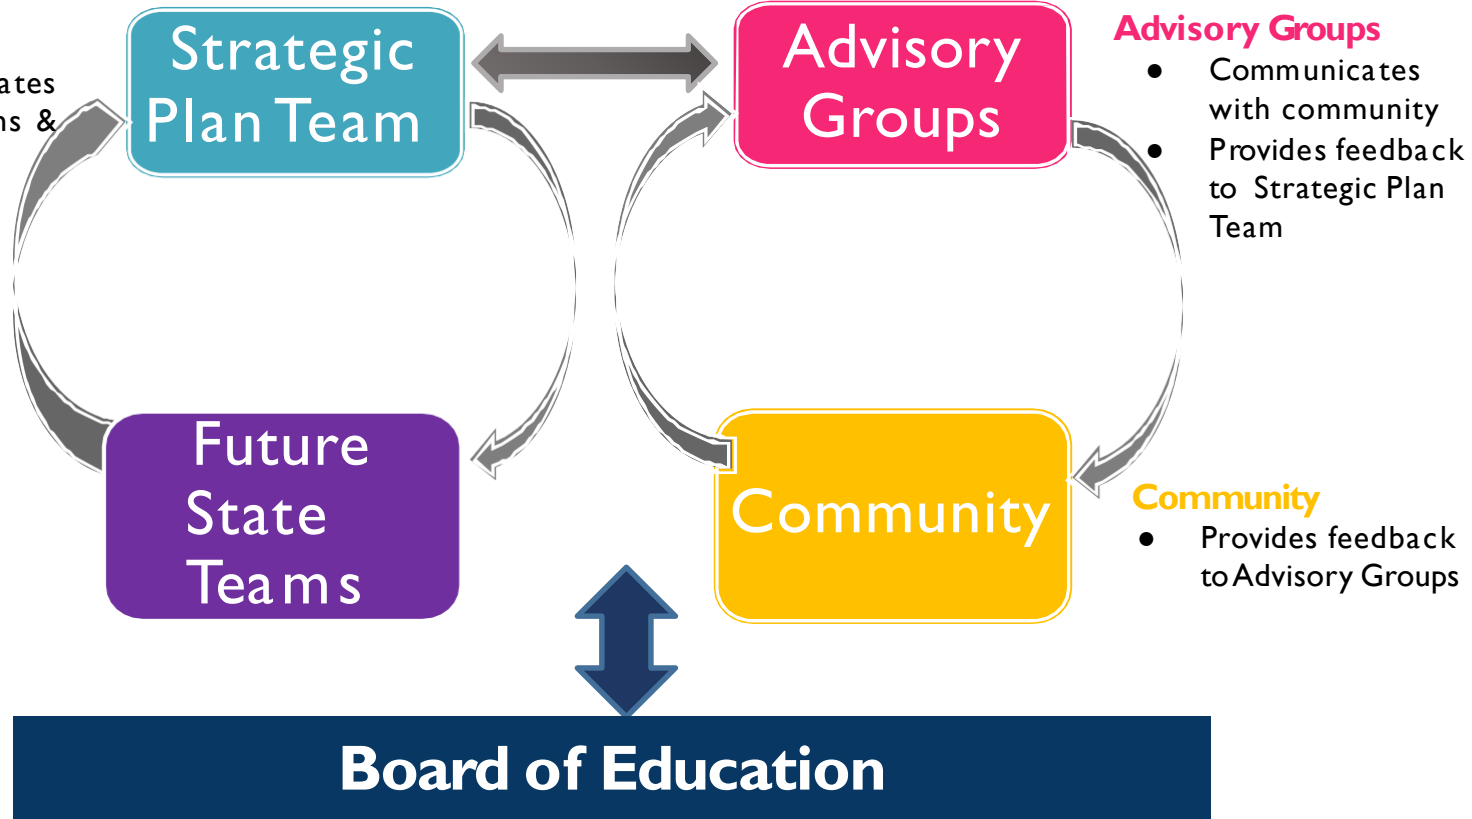 Strategic
Plan Team
Advisory
Groups
Advisory Groups
● Communicates
with community
● Provides feedback
to Strategic Plan
Team
&
Future
State
Teams
Community
Community
● Provides feedback
to Advisory Groups
Board of Education